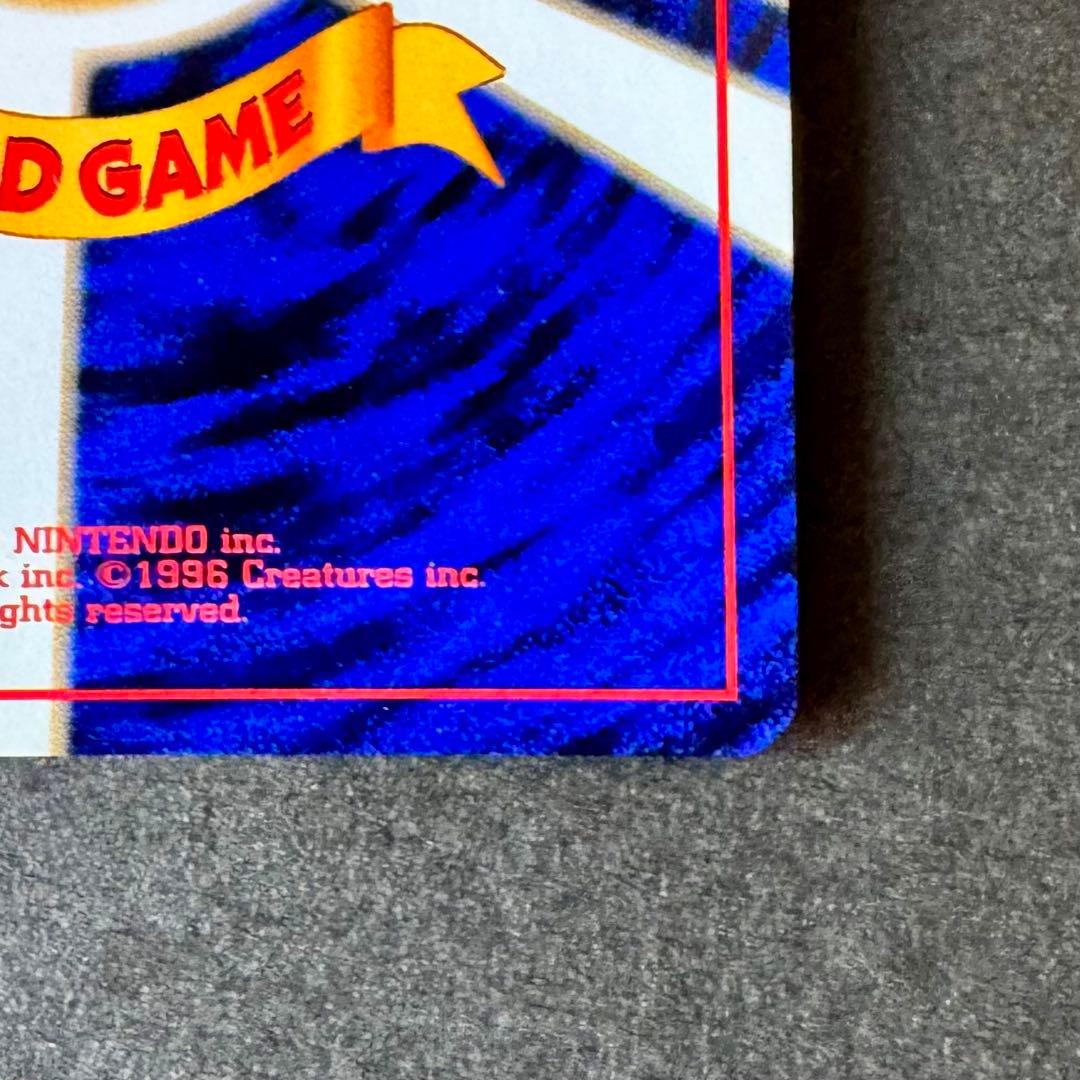 D GAME
NINTENDO inc.
k inc. ©1996 Creatures inc.
ghts reserved.